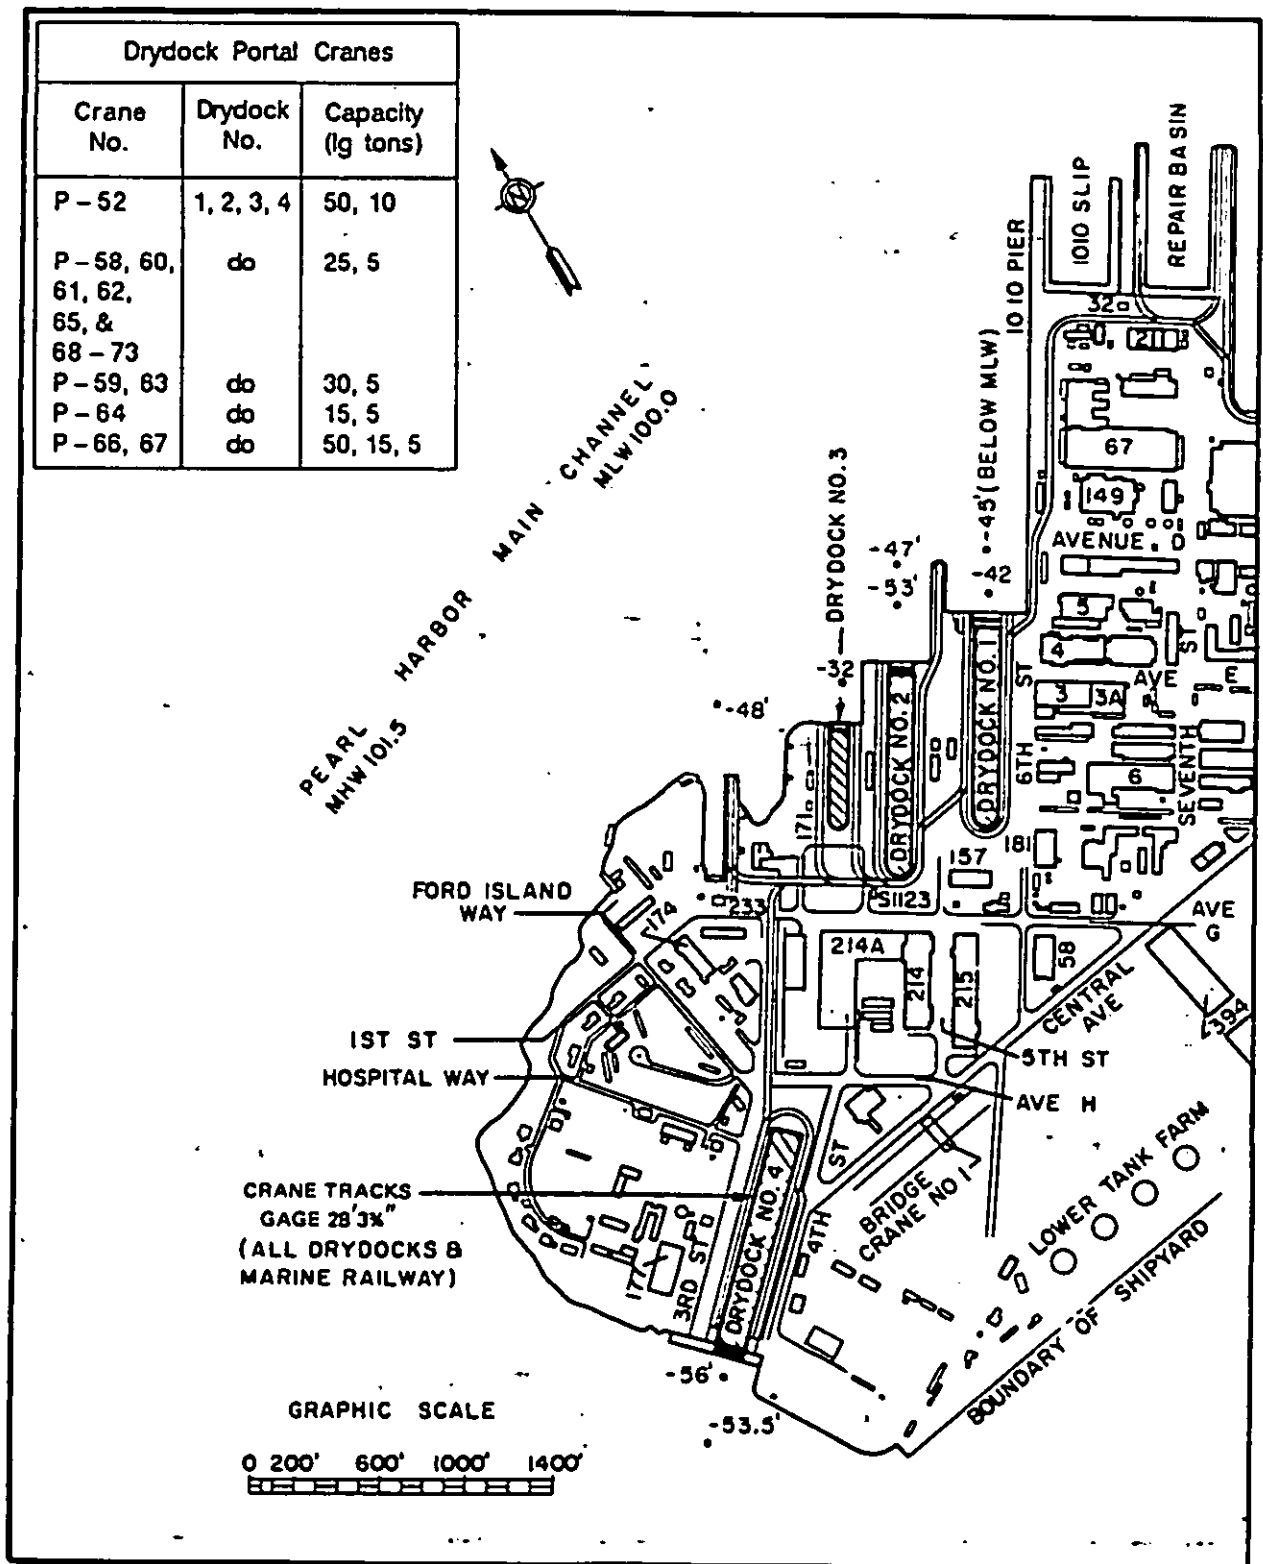 Drydock Portal Cranes
Crane No. Drydock No. Capacity (lg tons)
P-52 1, 2, 3, 4 50, 10
P-58, 60, do 25, 5
61, 62,
65, &
68-73
P-59, 63 do 30, 5
P-64 do 15, 5
P-66, 67 do 50, 15, 5
N
PEARL HARBOR MAIN CHANNEL
MHW 101.5
MLW 100.0
1010 PIER
1010 SLIP
REPAIR BASIN
32
21
67
149
AVENUE D
-45' (BELOW MLW)
-42
-47'
-53'
DRYDOCK NO. 3
-32
-48'
DRYDOCK NO. 2
DRYDOCK NO. 1
5
4
3
3A
AVE E
ST
6TH ST
SEVENTH
6
171
157
181
S1123
233
174
FORD ISLAND
WAY
AVE
G
214A
214
215
58
CENTRAL
AVE
394
1ST ST
HOSPITAL WAY
5TH ST
AVE H
CRANE TRACKS
GAGE 28'3⅜"
(ALL DRYDOCKS &
MARINE RAILWAY)
177
3RD ST
DRYDOCK NO. 4
4TH ST
BRIDGE
CRANE NO 1
LOWER TANK FARM
BOUNDARY OF SHIPYARD
-56'
-53.5'
GRAPHIC SCALE
0 200' 600' 1000' 1400'